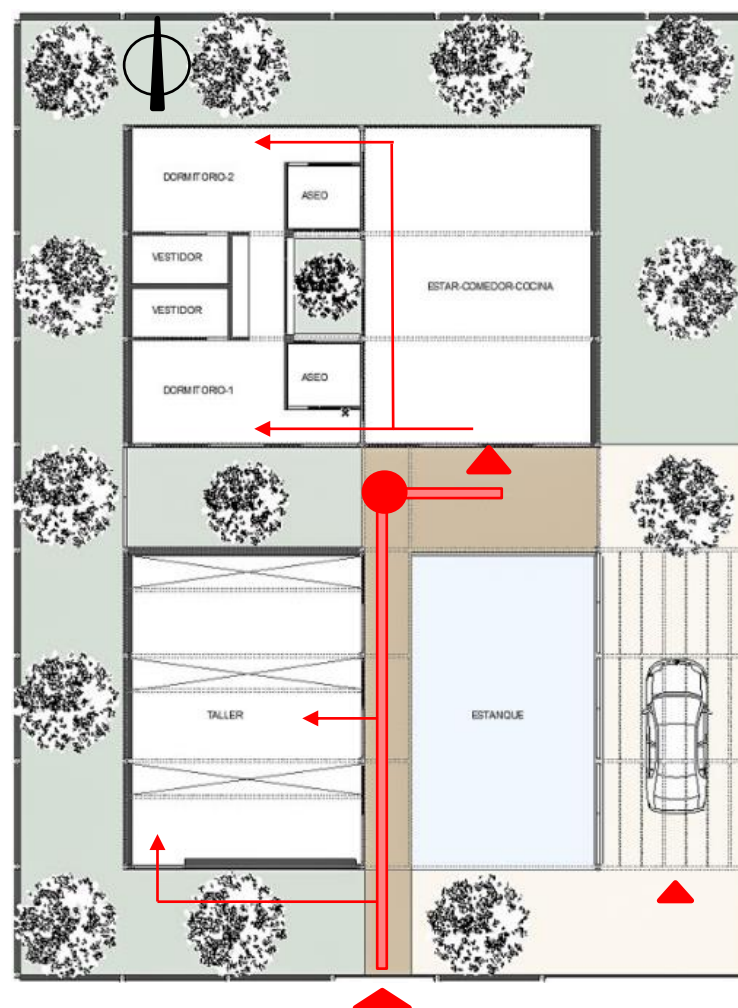 DORMITORIO-2
ASEO
VESTIDOR
ESTAR-COMEDOR-COCINA
VESTIDOR
ASEO
DORMITORIO-1
TALLER
ESTANQUE